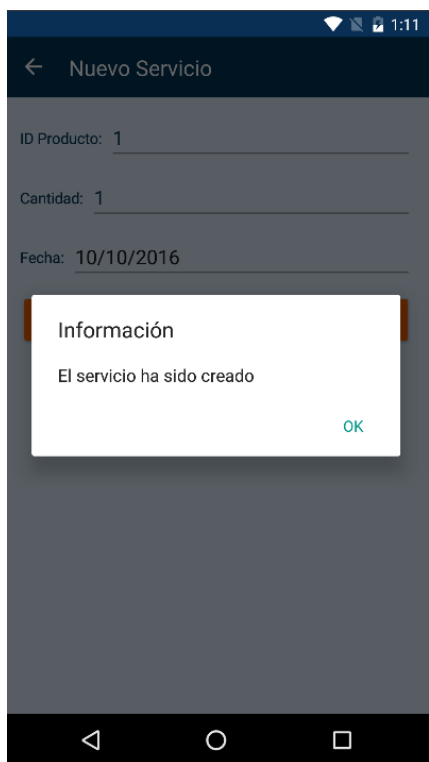 1:11
Nuevo Servicio
ID Producto: 1
Cantidad: 1
Fecha: 10/10/2016
Información
El servicio ha sido creado
OK